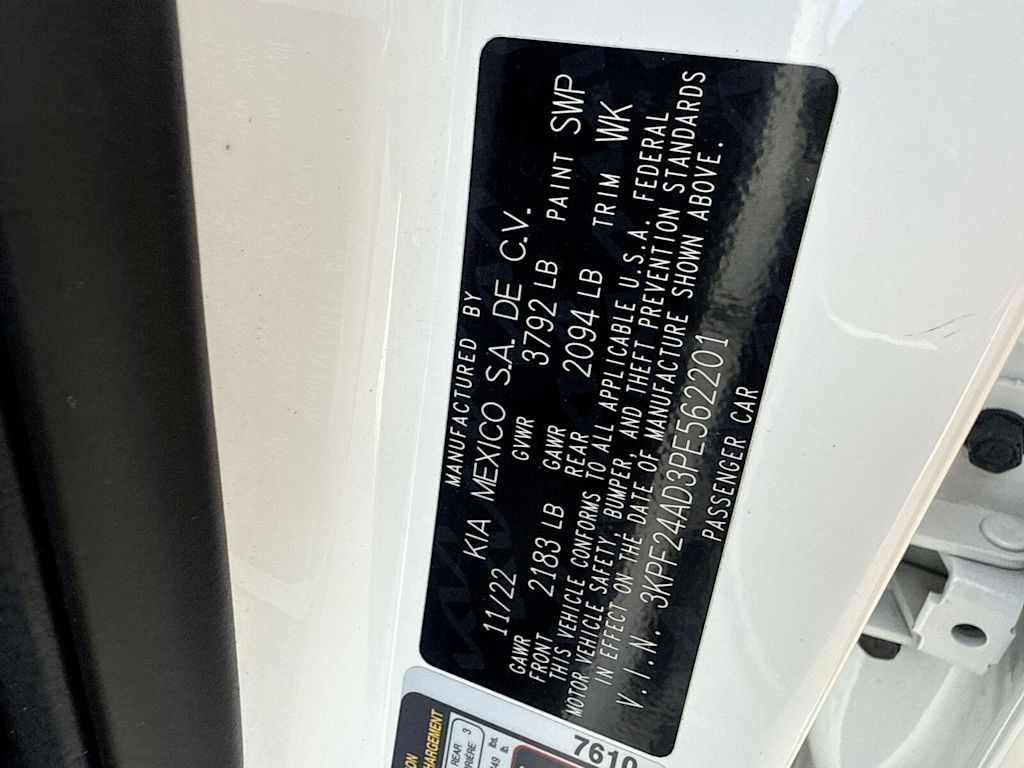 MANUFACTURED BY
11/22 KIA MEXICO S.A. DE C.V.
GVWR 3792 LB PAINT SWP
GAWR FRONT 2183 LB GAWR REAR 2094 LB TRIM WK
THIS VEHICLE CONFORMS TO ALL APPLICABLE U.S.A. FEDERAL
MOTOR VEHICLE SAFETY, BUMPER, AND THEFT PREVENTION STANDARDS
IN EFFECT ON THE DATE OF MANUFACTURE SHOWN ABOVE.
V.I.N. 3KPF24AD3PE562201
PASSENGER CAR
7610
REAR 3